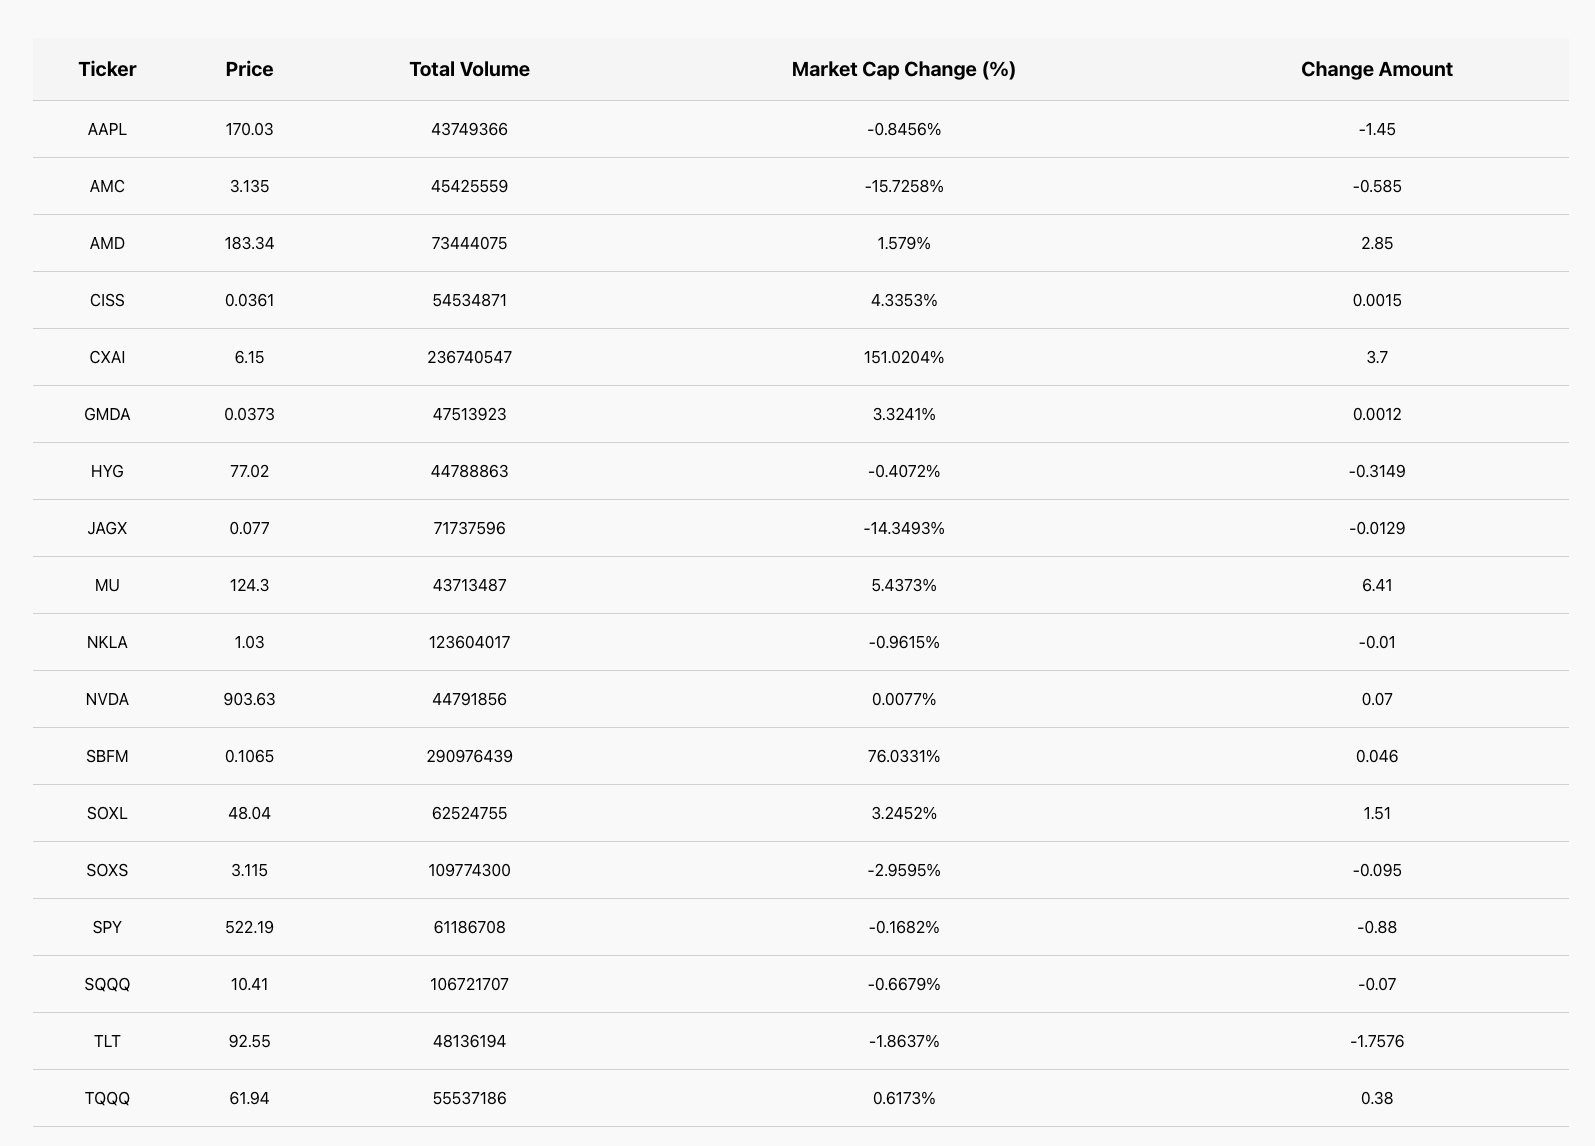 Ticker Price Total Volume Market Cap Change (%) Change Amount
AAPL 170.03 43749366 -0.8456% -1.45
AMC 3.135 45425559 -15.7258% -0.585
AMD 183.34 73444075 1.579% 2.85
CISS 0.0361 54534871 4.3353% 0.0015
CXAI 6.15 236740547 151.0204% 3.7
GMDA 0.0373 47513923 3.3241% 0.0012
HYG 77.02 44788863 -0.4072% -0.3149
JAGX 0.077 71737596 -14.3493% -0.0129
MU 124.3 43713487 5.4373% 6.41
NKLA 1.03 123604017 -0.9615% -0.01
NVDA 903.63 44791856 0.0077% 0.07
SBFM 0.1065 290976439 76.0331% 0.046
SOXL 48.04 62524755 3.2452% 1.51
SOXS 3.115 109774300 -2.9595% -0.095
SPY 522.19 61186708 -0.1682% -0.88
SQQQ 10.41 106721707 -0.6679% -0.07
TLT 92.55 48136194 -1.8637% -1.7576
TQQQ 61.94 55537186 0.6173% 0.38